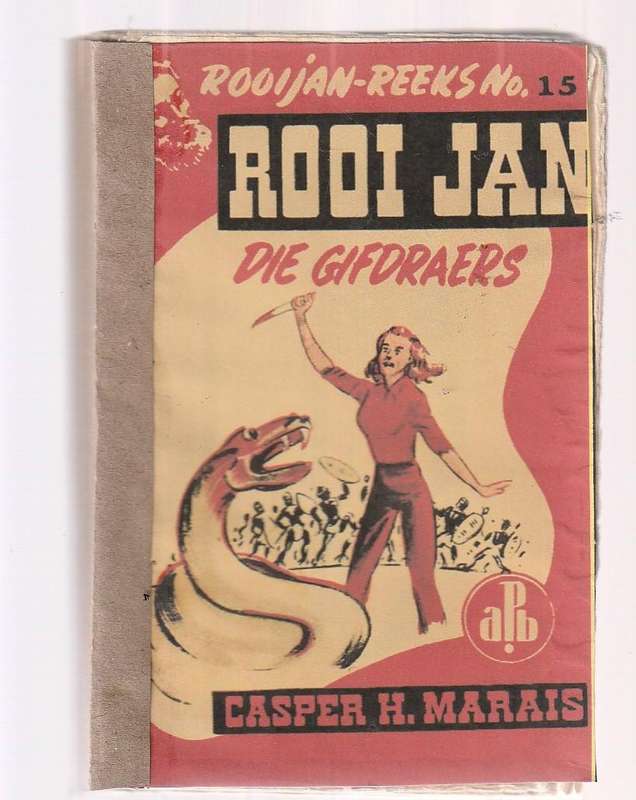 ROOIJAN-REEKS No. 15
ROOI JAN
DIE GIFDRAERS
aPb
CASPER H. MARAIS